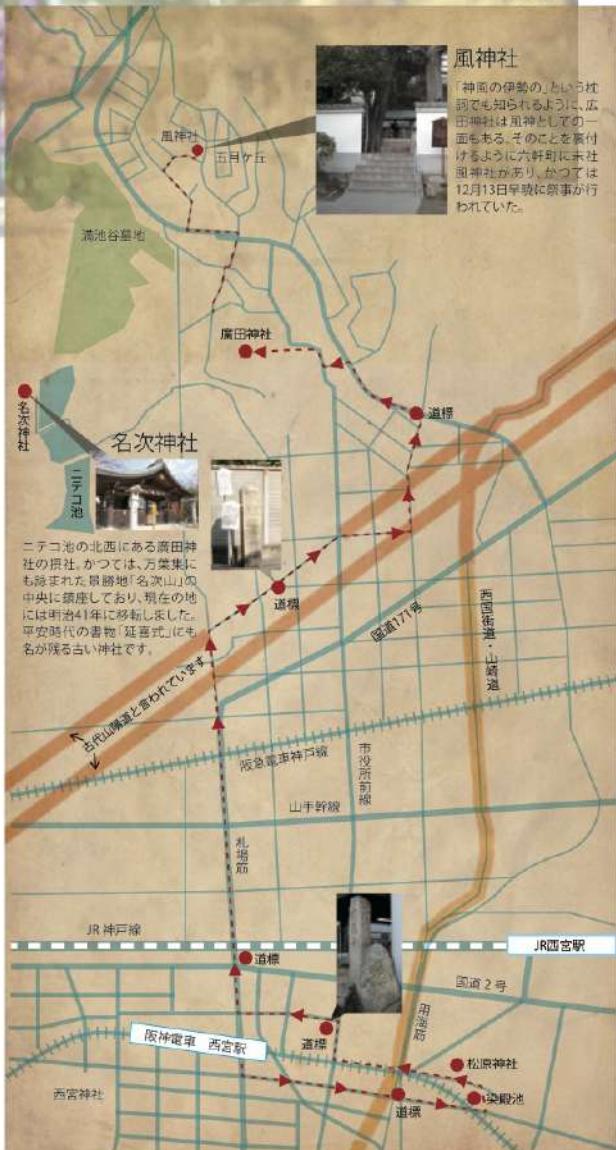 風神社
「神風の伊勢の」という枕
詞でも知られるように、広
田神社は風神としての一
面もある。そのことを裏付
けるように六軒町に末社
風神社があり、かつては
12月13日早暁に祭事が行
われていた。
風神社
五月ケ丘
満池谷墓地
廣田神社
道標
名次神社
名次神社
ニテコ池
ニテコ池の北西にある廣田神
社の摂社。かつては、万葉集に
も詠まれた景勝地「名次山」の
中央に鎮座しており、現在の地
には明治41年に移転しました。
平安時代の書物「延喜式」にも
名が残る古い神社です。
道標
国道171号
西国街道・山崎道
古代山陽道と言われています
阪急電車神戸線
市役所前線
山手幹線
札場筋
JR神戸線
JR西宮駅
道標
国道2号
用海筋
道標
阪神電車 西宮駅
松原神社
西宮神社
道標
染殿池